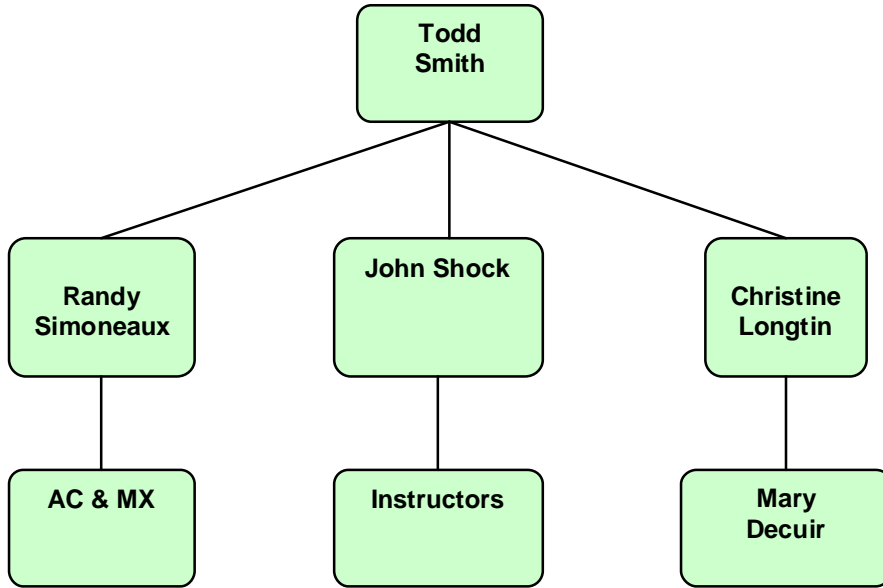 Todd
Smith
Randy
Simoneaux
John Shock
Christine
Longtin
AC & MX
Instructors
Mary
Decuir